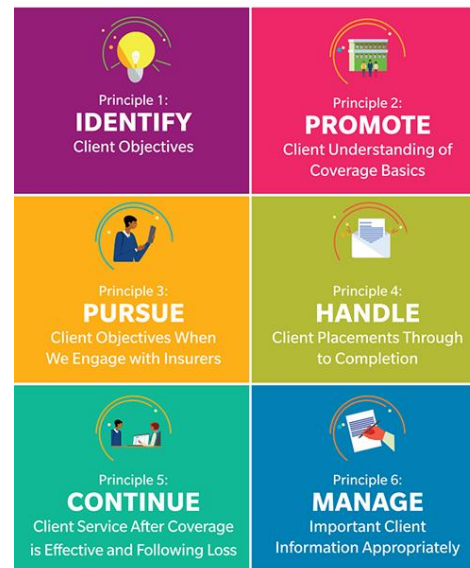 Principle 1:
IDENTIFY
Client Objectives
Principle 2:
PROMOTE
Client Understanding of
Coverage Basics
Principle 3:
PURSUE
Client Objectives When
We Engage with Insurers
Principle 4:
HANDLE
Client Placements Through
to Completion
Principle 5:
CONTINUE
Client Service After Coverage
is Effective and Following Loss
Principle 6:
MANAGE
Important Client
Information Appropriately